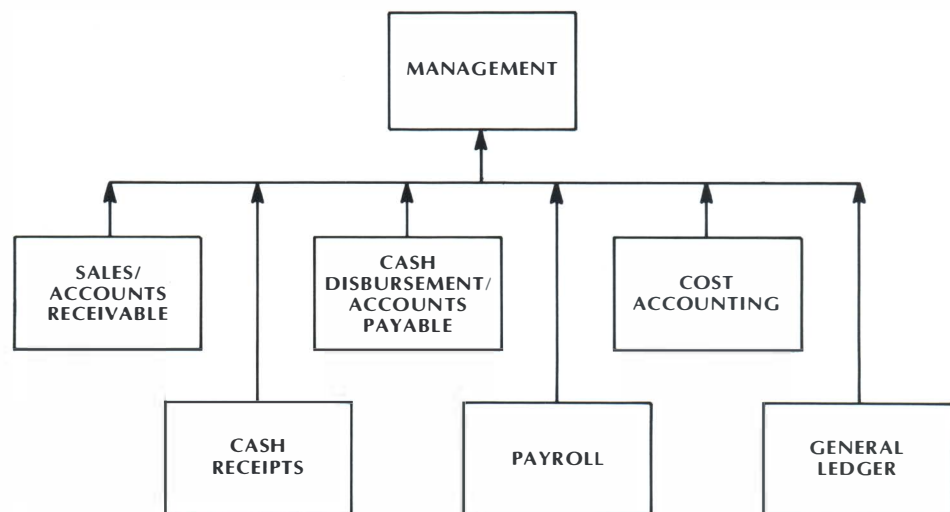 MANAGEMENT
SALES/
ACCOUNTS
RECEIVABLE
CASH
DISBURSEMENT/
ACCOUNTS
PAYABLE
COST
ACCOUNTING
CASH
RECEIPTS
PAYROLL
GENERAL
LEDGER